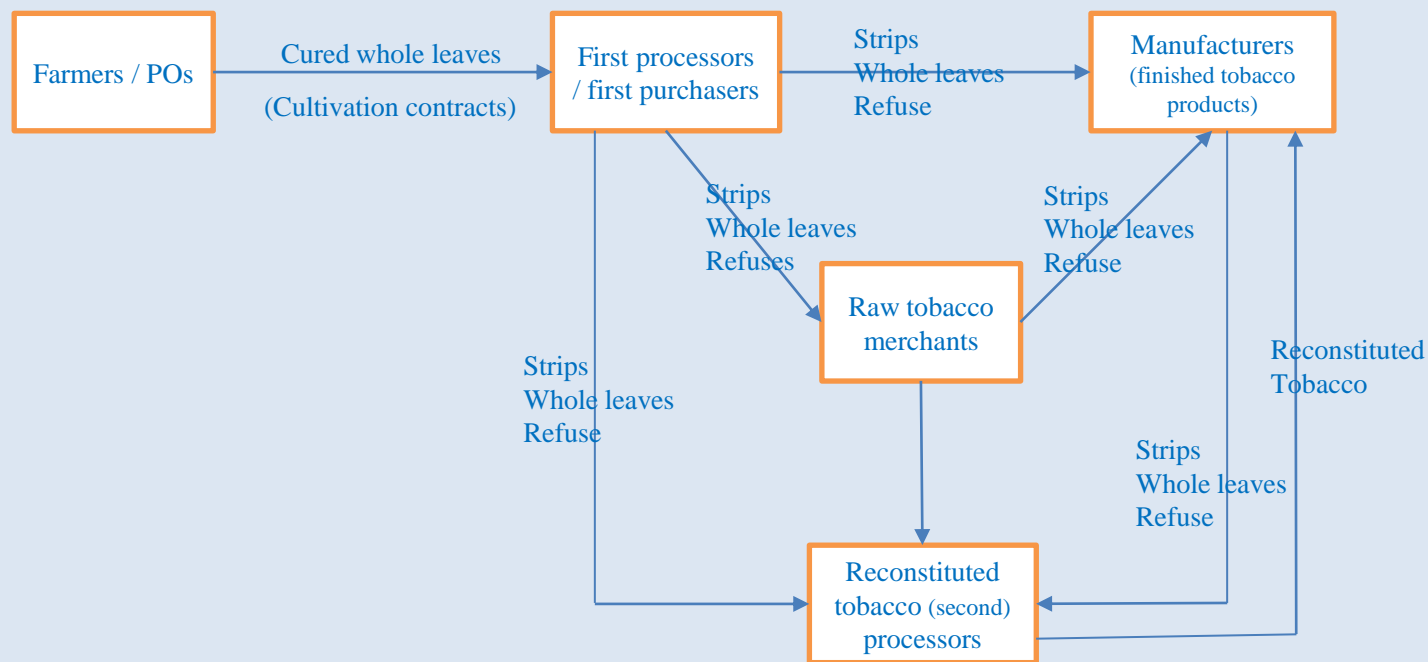 Farmers / POs
Cured whole leaves
(Cultivation contracts)
First processors
/ first purchasers
Strips
Whole leaves
Refuse
Manufacturers
(finished tobacco
products)
Strips
Whole leaves
Refuses
Strips
Whole leaves
Refuse
Raw tobacco
merchants
Reconstituted
Tobacco
Strips
Whole leaves
Refuse
Strips
Whole leaves
Refuse
Reconstituted
tobacco (second)
processors